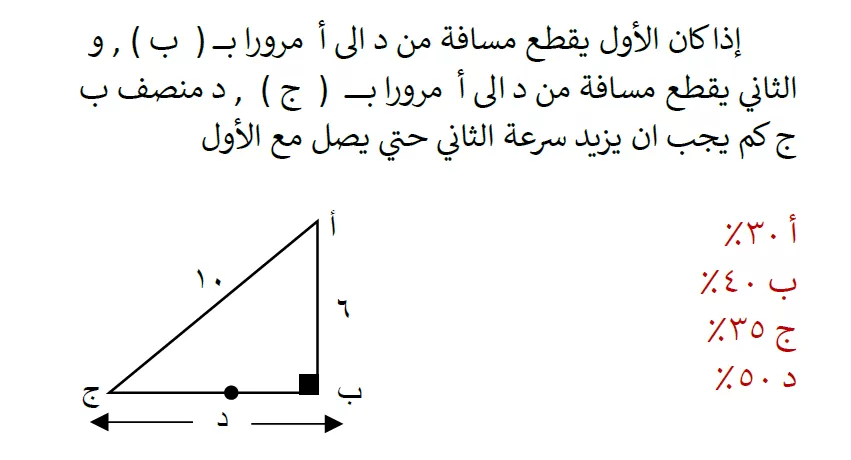 إذا كان الأول يقطع مسافة من د الى أ مرورا بـ ( ب ) , و
الثاني يقطع مسافة من د الى أ مرورا بــ ( ج ) , د منصف ب
ج كم يجب ان يزيد سرعة الثاني حتي يصل مع الأول
أ ٣٠٪
ب ٤٠٪
ج ٣٥٪
د ٥٠٪
أ
١٠
٦
ج
ب
د